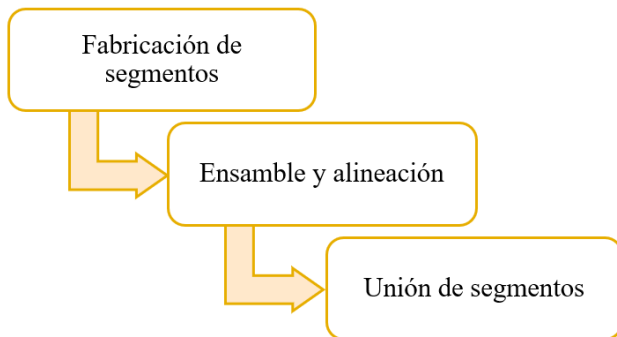 Fabricación de
segmentos
Ensamble y alineación
Unión de segmentos